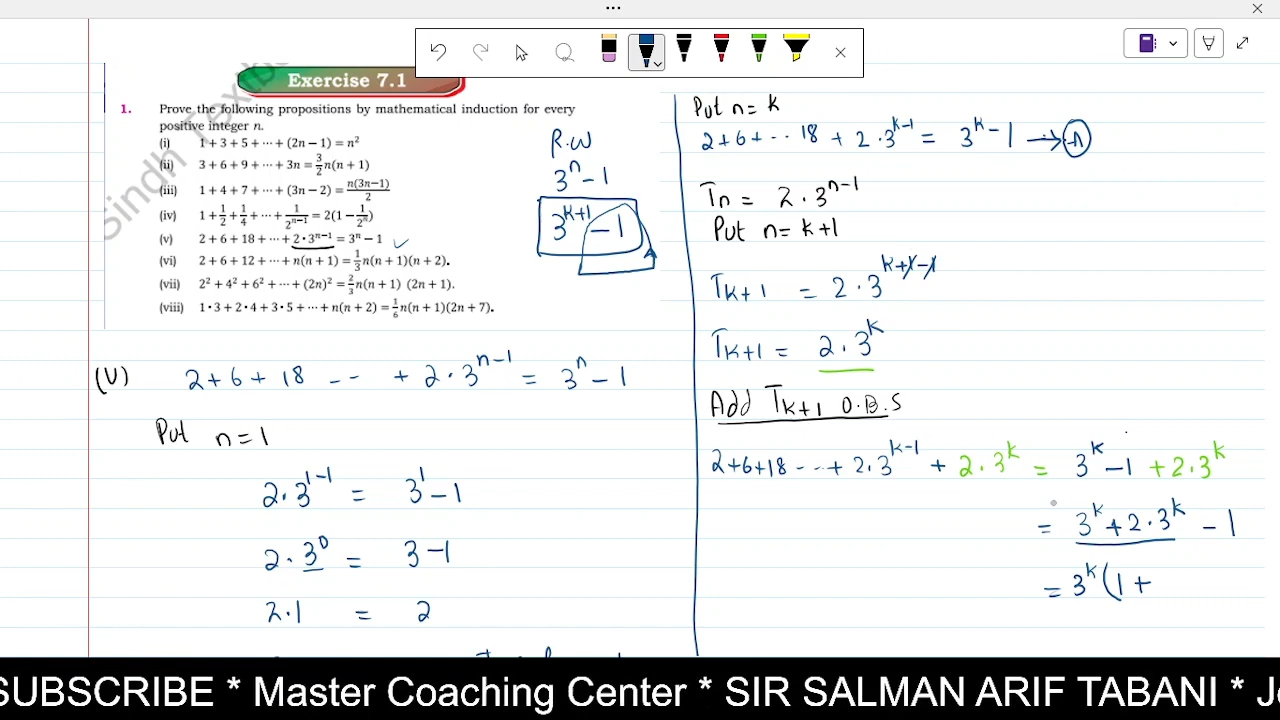 Exercise 7.1
1. Prove the following propositions by mathematical induction for every
positive integer n.
(i) 1 + 3 + 5 + ⋯ + (2n − 1) = n²
(ii) 3 + 6 + 9 + ⋯ + 3n = 3/2 n(n + 1)
(iii) 1 + 4 + 7 + ⋯ + (3n − 2) = n(3n−1)/2
(iv) 1 + 1/2 + 1/4 + ⋯ + 1/2ⁿ⁻¹ = 2(1 − 1/2ⁿ)
(v) 2 + 6 + 18 + ⋯ + 2 • 3ⁿ⁻¹ = 3ⁿ − 1 ✓
(vi) 2 + 6 + 12 + ⋯ + n(n + 1) = 1/3 n(n + 1)(n + 2).
(vii) 2² + 4² + 6² + ⋯ + (2n)² = 2/3 n(n + 1) (2n + 1).
(viii) 1 • 3 + 2 • 4 + 3 • 5 + ⋯ + n(n + 2) = 1/6 n(n + 1)(2n + 7).
Sindh Textbo
R.W
3ⁿ − 1
3ᵏ⁺¹ − 1
(V) 2 + 6 + 18 -- + 2 · 3ⁿ⁻¹ = 3ⁿ − 1
Put n = 1
2 · 3¹⁻¹ = 3¹ − 1
2 · 3⁰ = 3 − 1
2 · 1 = 2
Put n = k
2 + 6 + ·· 18 + 2 · 3ᵏ⁻¹ = 3ᵏ − 1 →
Tn = 2 · 3ⁿ⁻¹
Put n = k + 1
Tk+1 = 2 · 3ᵏ⁺¹⁻¹
Tk+1 = 2 · 3ᵏ
Add Tk+1 O.B.S
2 + 6 + 18 -·· + 2 · 3ᵏ⁻¹ + 2 · 3ᵏ = 3ᵏ − 1 + 2 · 3ᵏ
= 3ᵏ + 2 · 3ᵏ − 1
= 3ᵏ (1 +
SUBSCRIBE * Master Coaching Center * SIR SALMAN ARIF TABANI * J